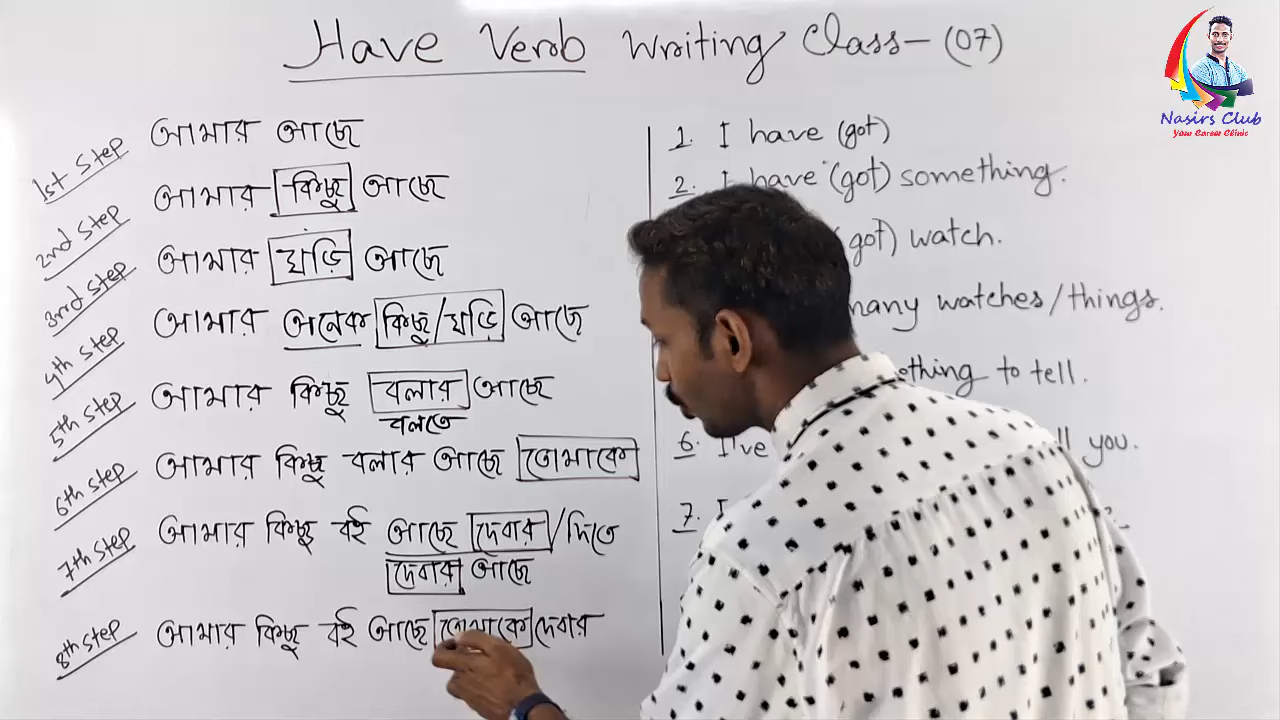 Have Verb Writing Class - (07)
Nasirs Club
Your Career Clinic
1st Step আমার আছে
2nd Step আমার কিছু আছে
3rd Step আমার ঘড়ি আছে
4th Step আমার অনেক কিছু/ঘড়ি আছে
5th Step আমার কিছু বলার আছে
বলতে
6th Step আমার কিছু বলার আছে তোমাকে
7th Step আমার কিছু বই আছে দেবার/দিতে
দেবার আছে
8th Step আমার কিছু বই আছে তোমাকে দেবার
1. I have (got)
2. I have (got) something.
got) watch.
many watches/things.
to tell.
6. I've you.
7. I